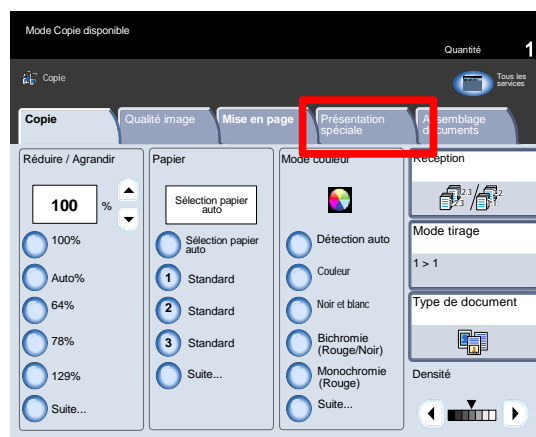 Mode Copie disponible
Quantité 1
Copie
Tous les
services
Copie
Qualité image
Mise en page
Présentation
spéciale
Assemblage
documents
Réduire / Agrandir
100 %
100%
Auto%
64%
78%
129%
Suite...
Papier
Sélection papier
auto
Sélection papier
auto
1 Standard
2 Standard
3 Standard
Suite...
Mode couleur
Détection auto
Couleur
Noir et blanc
Bichromie
(Rouge/Noir)
Monochromie
(Rouge)
Suite...
Réception
Mode tirage
1 > 1
Type de document
Densité